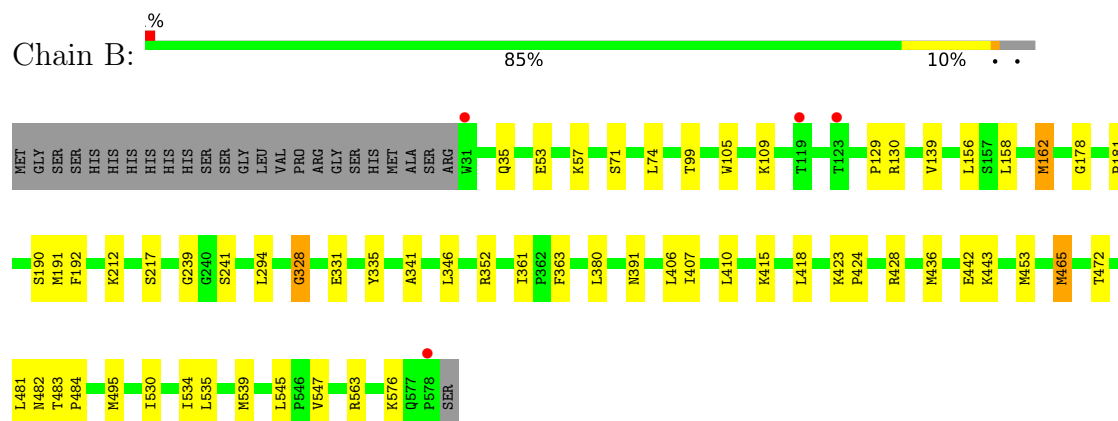 .%
Chain B:
85% 10% • •
MET GLY SER SER HIS HIS HIS HIS HIS HIS SER SER GLY LEU VAL PRO ARG GLY SER HIS MET ALA SER ARG W31 Q35 E53 K57 S71 L74 T99 W105 K109 T119 T123 P129 R130 V139 L156 S157 L158 M162 G178
S190 M191 F192 K212 S217 G239 G240 S241 L294 G328 E331 Y335 A341 L346 R352 I361 P362 F363 L380 N391 L406 I407 L410 K415 L418 K423 P424 R428 M436 E442 K443 M453 M465 T472
L481 N482 T483 P484 M495 I530 I534 L535 M539 L545 P546 V547 R563 K576 Q577 P578 SER